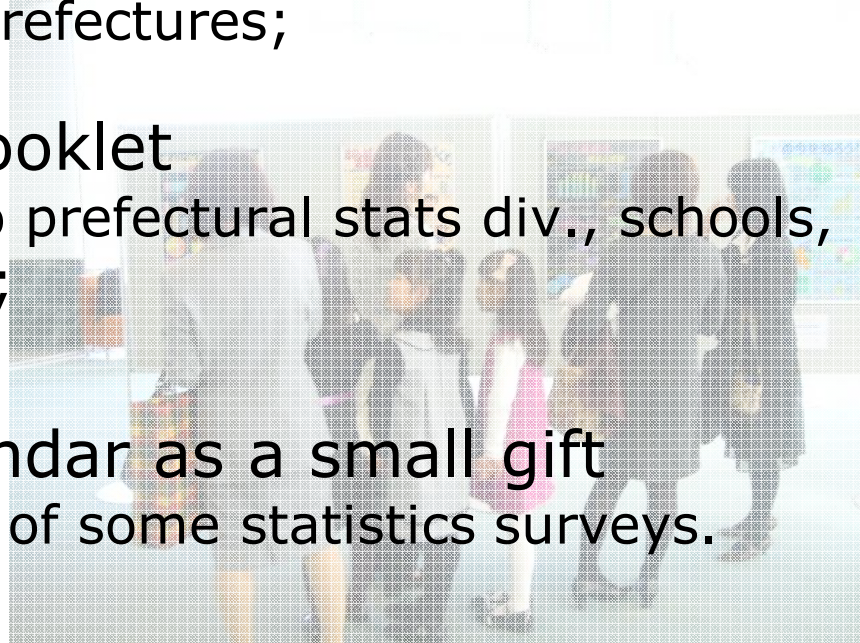 refectures;
ooklet
prefectural stats div., schools,
;
ndar as a small gift
of some statistics surveys.